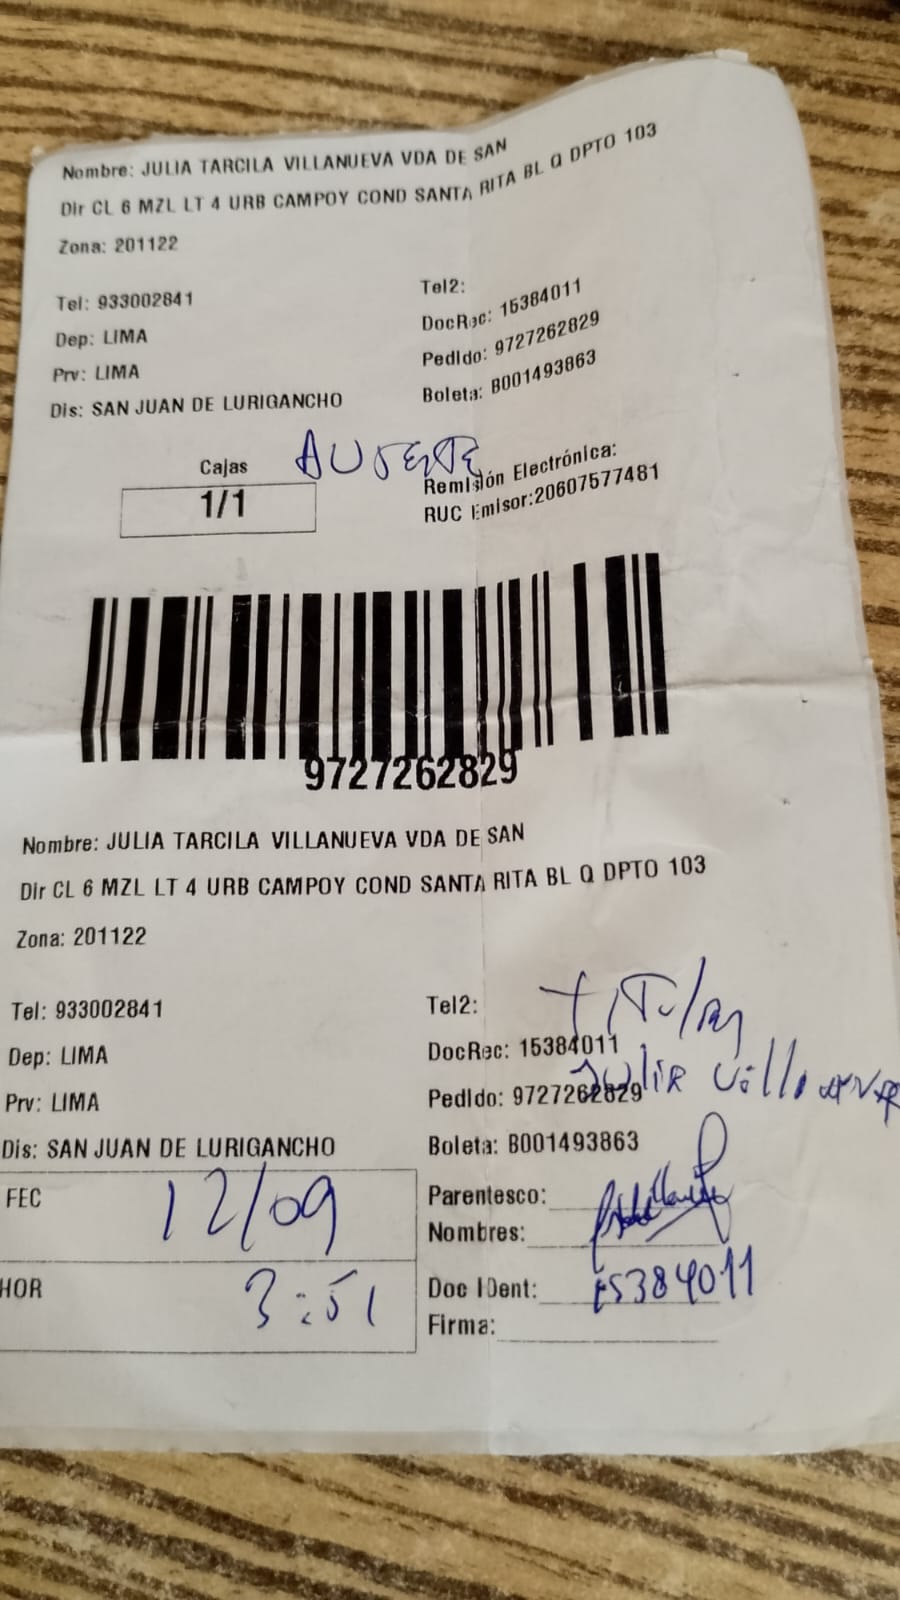 Nombre: JULIA TARCILA VILLANUEVA VDA DE SAN
Dir CL 6 MZL LT 4 URB CAMPOY COND SANTA RITA BL Q DPTO 103
Zona: 201122
Tel: 933002841 Tel2:
Dep: LIMA DocRec: 15384011
Prv: LIMA Pedido: 9727262829
Dis: SAN JUAN DE LURIGANCHO Boleta: B001493863
Cajas AUSENTE
1/1 Remisión Electrónica:
RUC Emisor:20607577481
9727262829
Nombre: JULIA TARCILA VILLANUEVA VDA DE SAN
Dir CL 6 MZL LT 4 URB CAMPOY COND SANTA RITA BL Q DPTO 103
Zona: 201122
Tel: 933002841 Tel2: Titular
Dep: LIMA DocRec: 15384011
Julia Villanueva
Prv: LIMA Pedido: 9727262829
Dis: SAN JUAN DE LURIGANCHO Boleta: B001493863
FEC 12/09 Parentesco:
Nombres:
HOR 3:51 Doc IDent: 15384011
Firma: